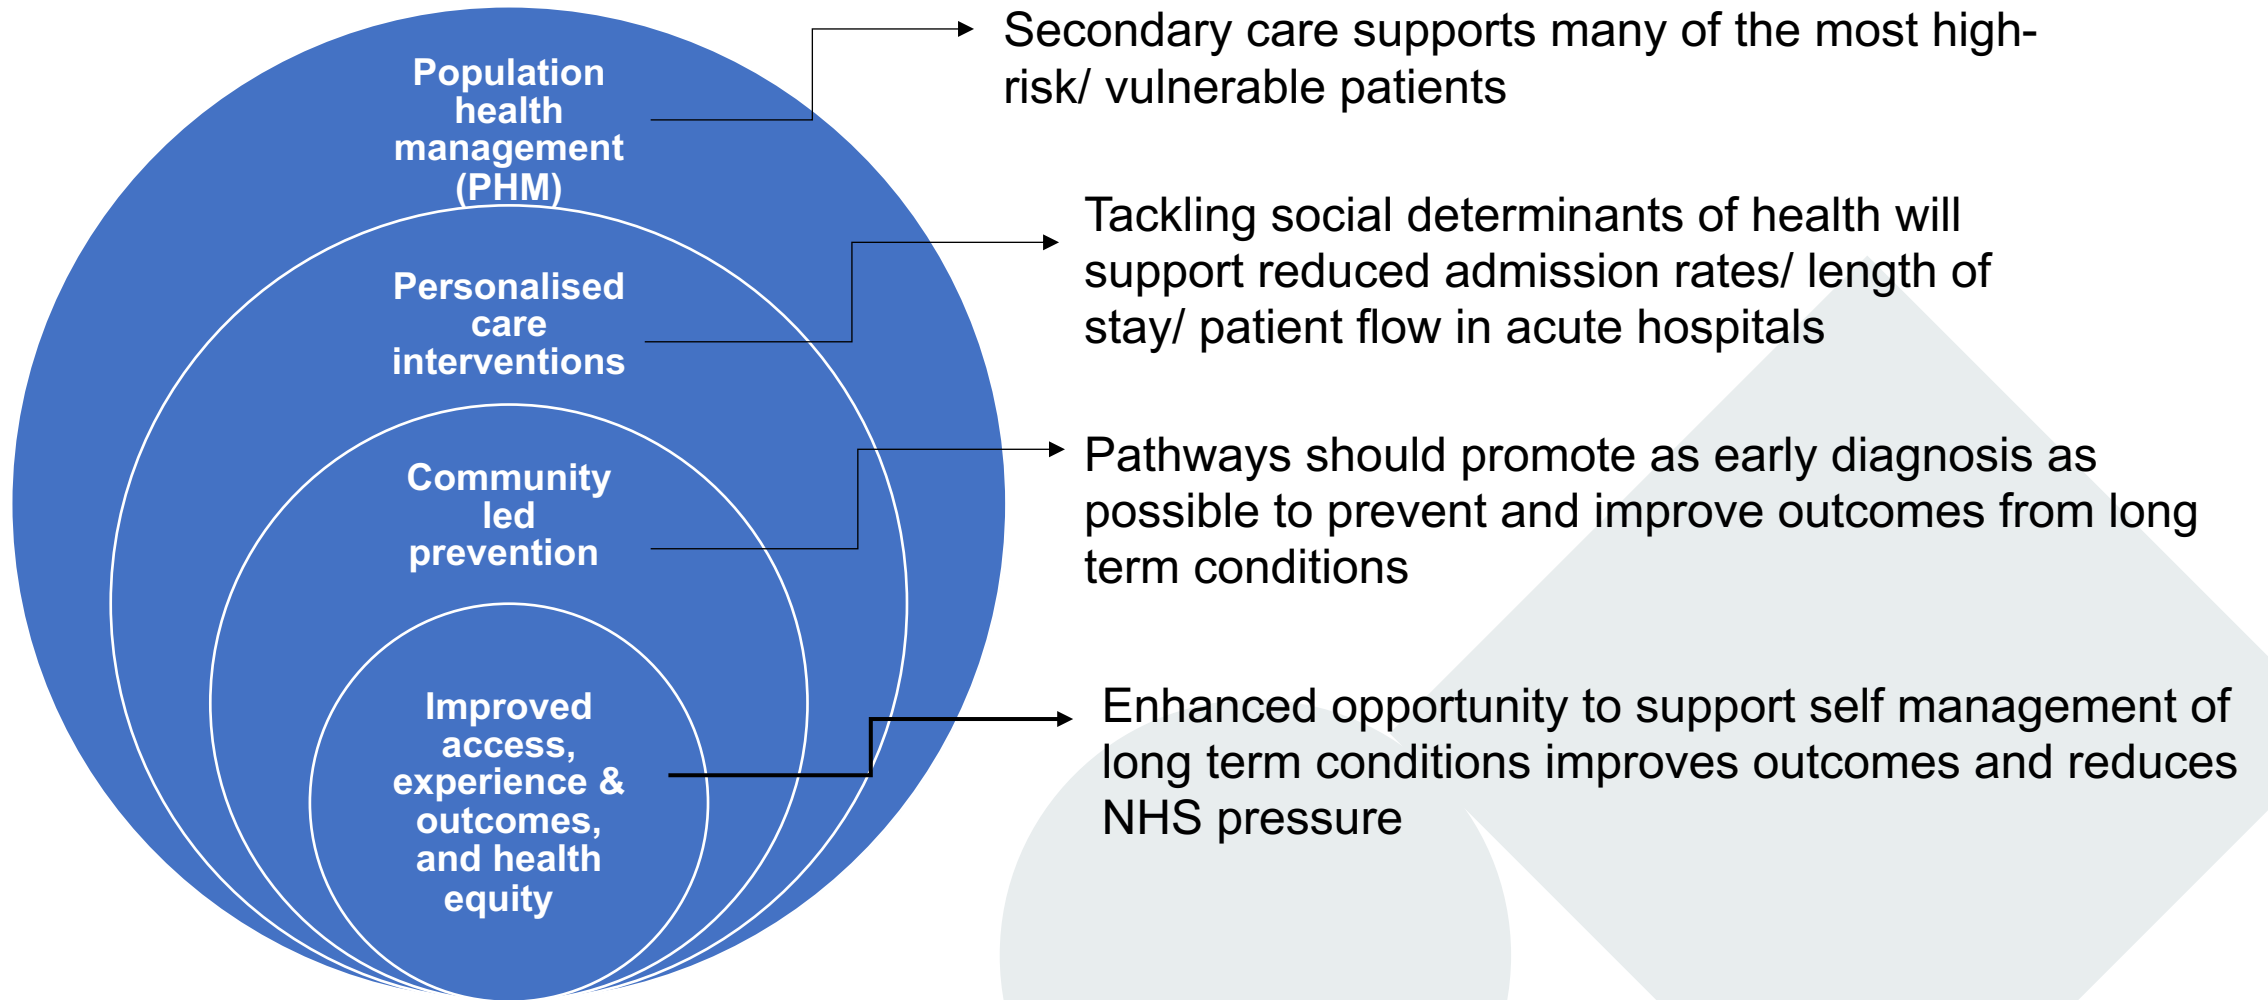 Population
health
management
(PHM)
Secondary care supports many of the most high-
risk/ vulnerable patients
Personalised
care
interventions
Tackling social determinants of health will
support reduced admission rates/ length of
stay/ patient flow in acute hospitals
Community
led
prevention
Pathways should promote as early diagnosis as
possible to prevent and improve outcomes from long
term conditions
Improved
access,
experience &
outcomes,
and health
equity
Enhanced opportunity to support self management of
long term conditions improves outcomes and reduces
NHS pressure